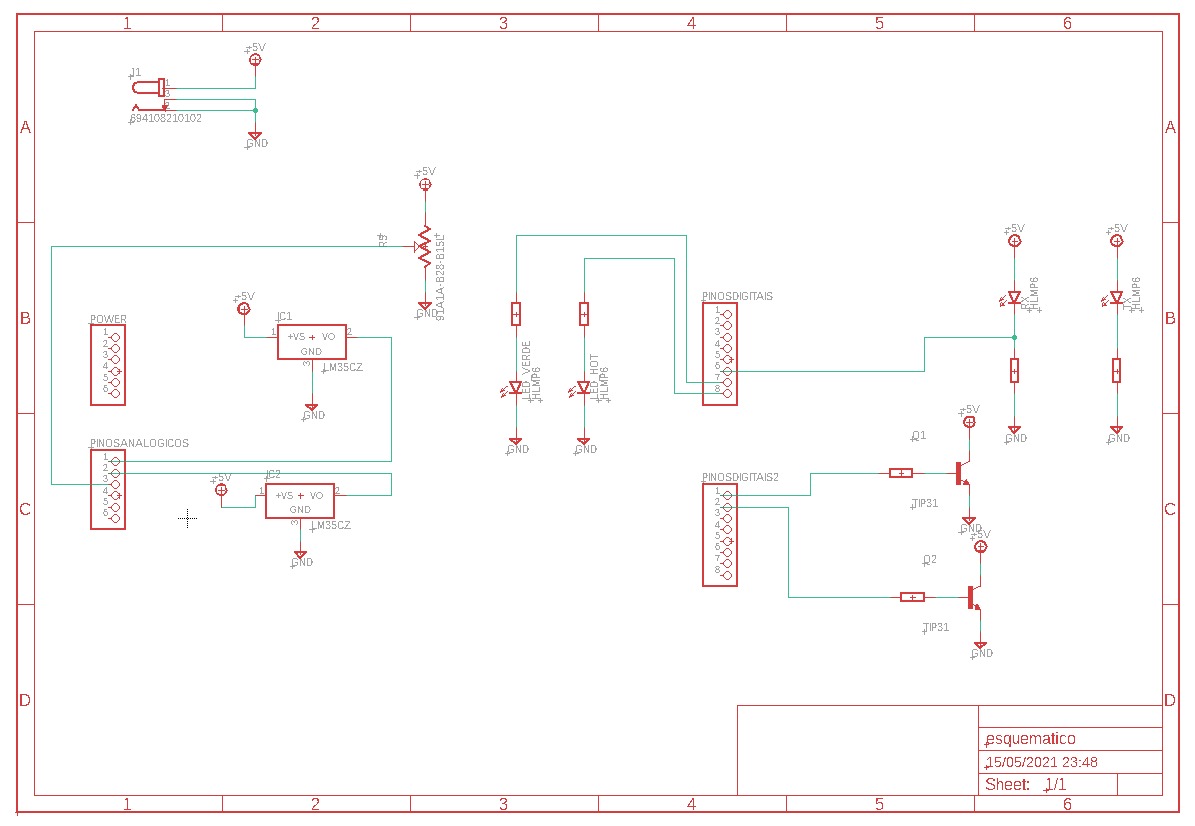 1 2 3 4 5 6
A A
B B
C C
D D
+5V
J1
1
3
694108210102
GND
+5V
R5
91A1A-B28-B15L
GND
POWER
1
2
3
4
5
6
+5V
IC1
1 +VS VO 2
GND
3
LM35CZ
GND
PINOSANALOGICOS
1
2
3
4
5
6
+5V
IC2
1 +VS VO 2
GND
3
LM35CZ
GND
LED_VERDE
HLMP6
GND
LED_HOT
HLMP6
GND
PINOSDIGITAIS
1
2
3
4
5
6
7
8
+5V
RX
HLMP6
GND
+5V
TX
HLMP6
GND
PINOSDIGITAIS2
1
2
3
4
5
6
7
8
+5V
Q1
TIP31
GND
+5V
Q2
TIP31
GND
esquematico
15/05/2021 23:48
Sheet: 1/1
1 2 3 4 5 6